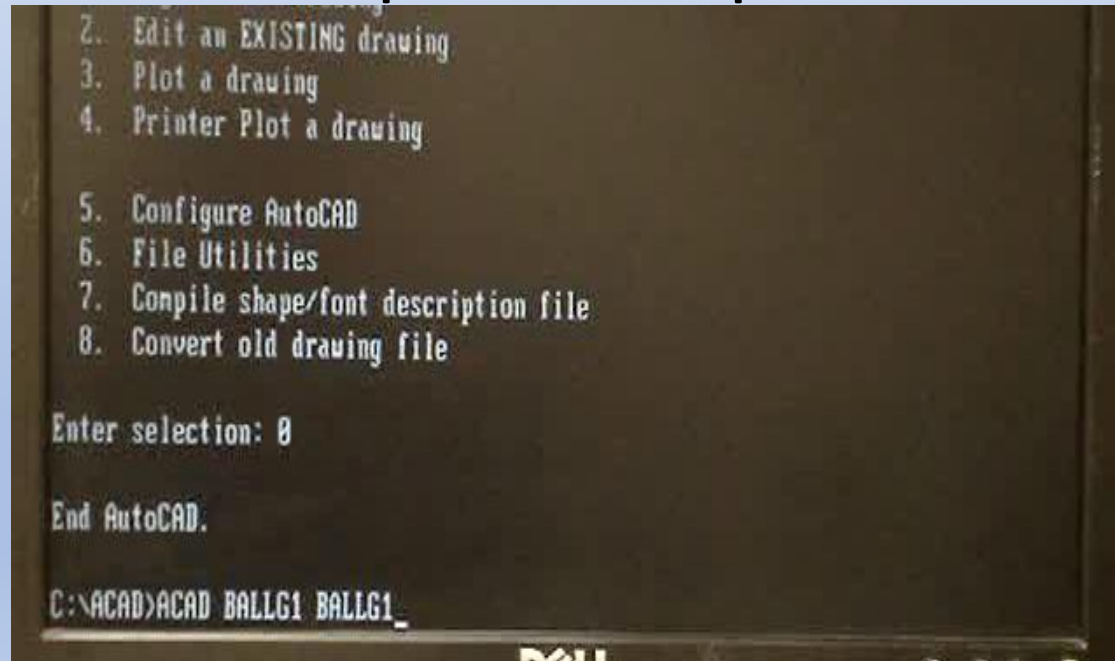 2. Edit an EXISTING drawing
3. Plot a drawing
4. Printer Plot a drawing
5. Configure AutoCAD
6. File Utilities
7. Compile shape/font description file
8. Convert old drawing file
Enter selection: 0
End AutoCAD.
C:\ACAD>ACAD BALLG1 BALLG1_
DELL